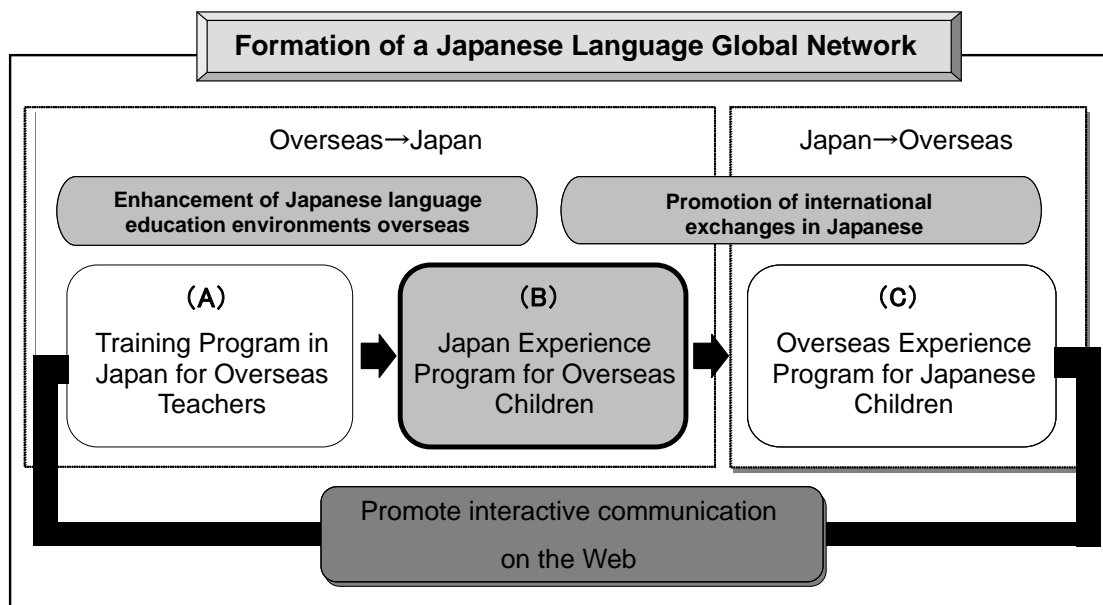 Formation of a Japanese Language Global Network
Overseas→Japan
Japan→Overseas
Enhancement of Japanese language
education environments overseas
Promotion of international
exchanges in Japanese
(A)
Training Program in
Japan for Overseas
Teachers
(B)
Japan Experience
Program for Overseas
Children
(C)
Overseas Experience
Program for Japanese
Children
Promote interactive communication
on the Web